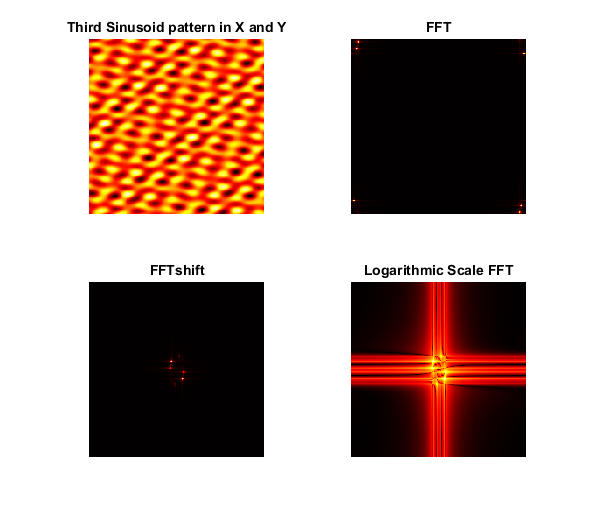 Third Sinusoid pattern in X and Y
FFT
FFTshift
Logarithmic Scale FFT